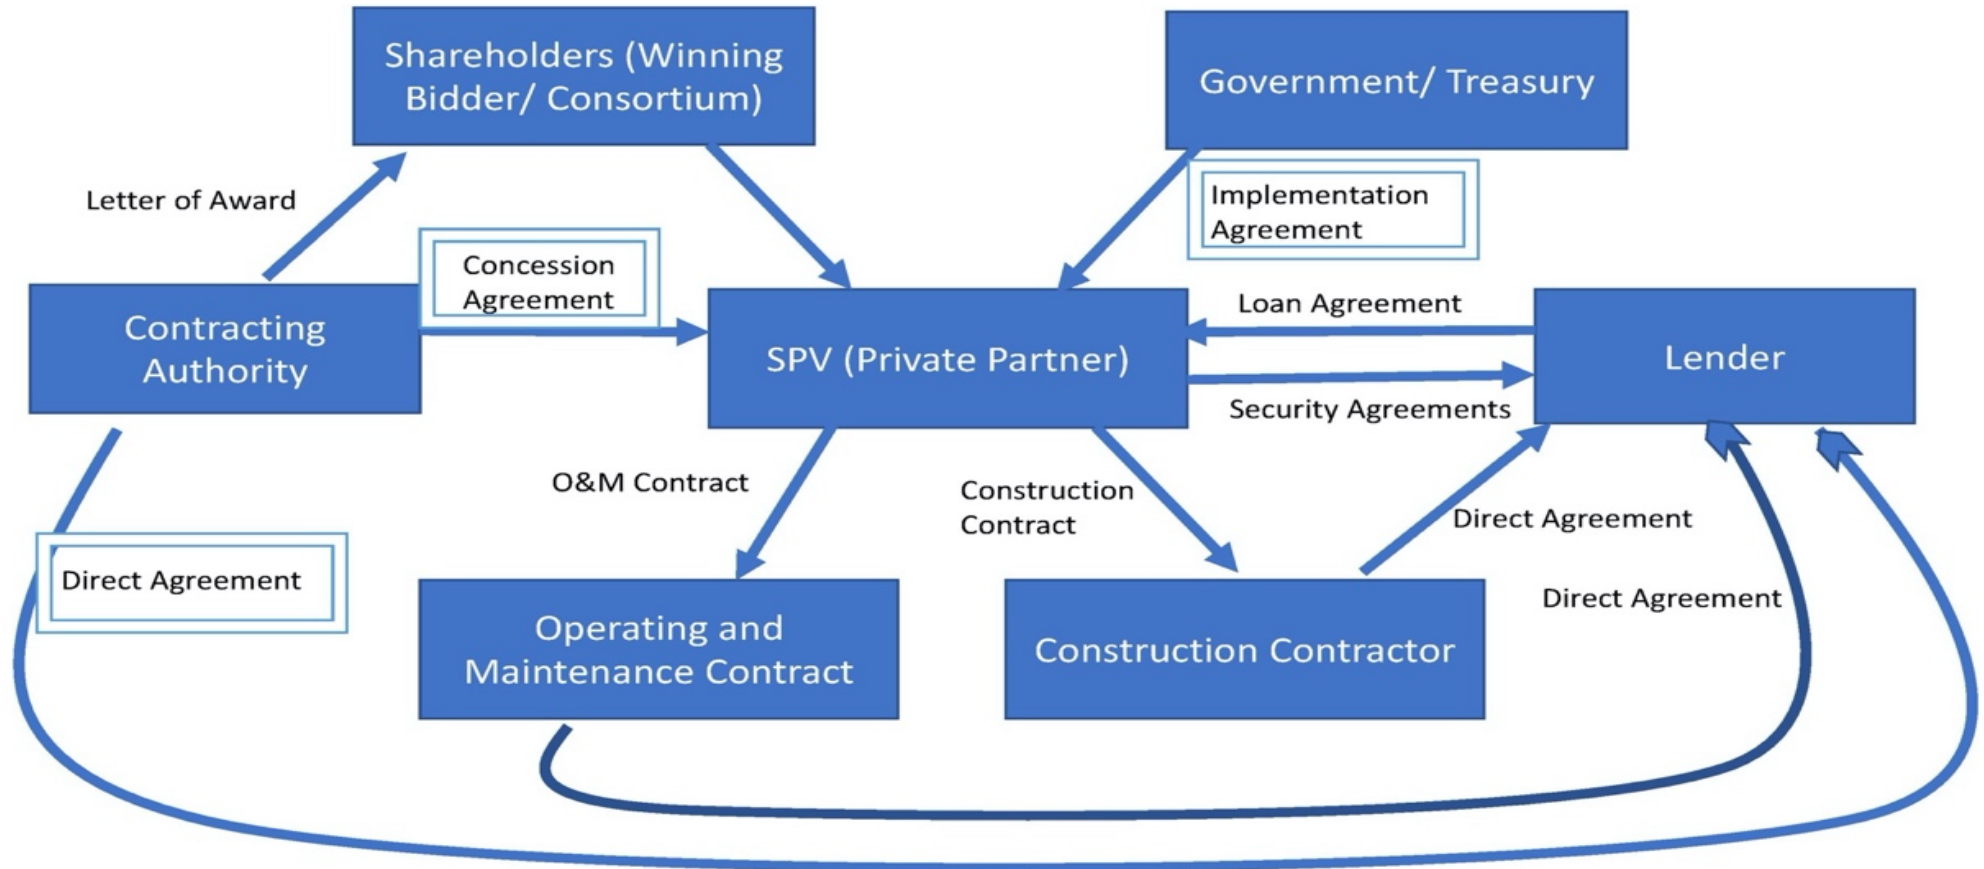 Shareholders (Winning
Bidder/ Consortium)
Government/ Treasury
Letter of Award
Implementation
Agreement
Concession
Agreement
Contracting
Authority
SPV (Private Partner)
Loan Agreement
Lender
Security Agreements
O&M Contract
Construction
Contract
Direct Agreement
Direct Agreement
Direct Agreement
Operating and
Maintenance Contract
Construction Contractor